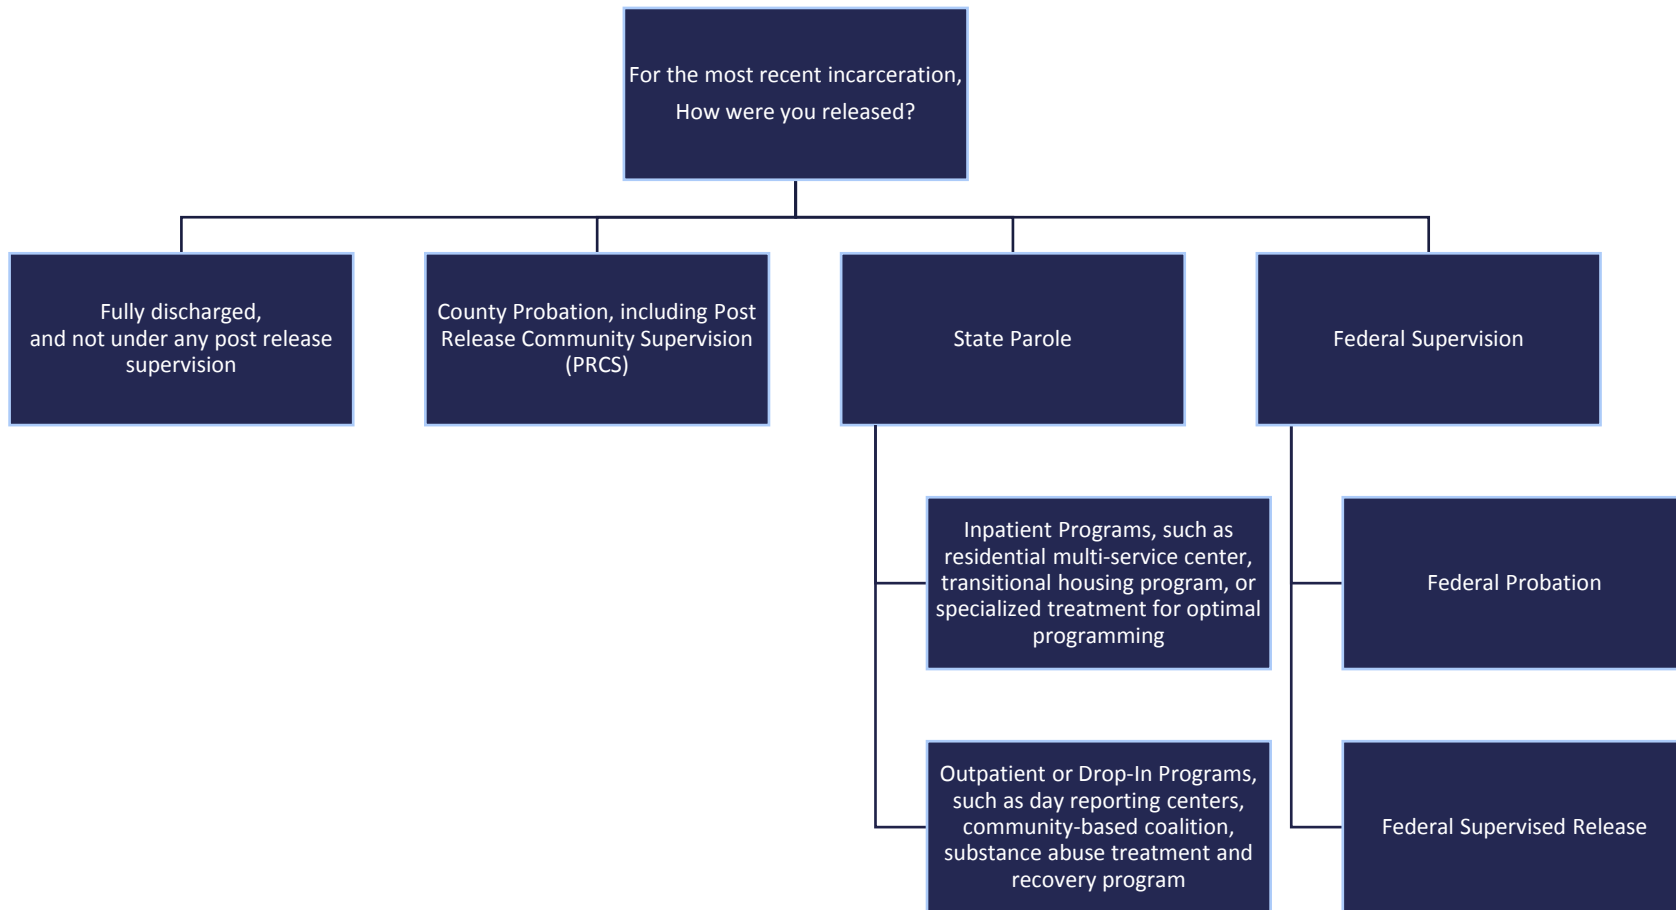 For the most recent incarceration,
How were you released?
Fully discharged,
and not under any post release
supervision
County Probation, including Post
Release Community Supervision
(PRCS)
State Parole
Federal Supervision
Inpatient Programs, such as
residential multi-service center,
transitional housing program, or
specialized treatment for optimal
programming
Federal Probation
Outpatient or Drop-In Programs,
such as day reporting centers,
community-based coalition,
substance abuse treatment and
recovery program
Federal Supervised Release